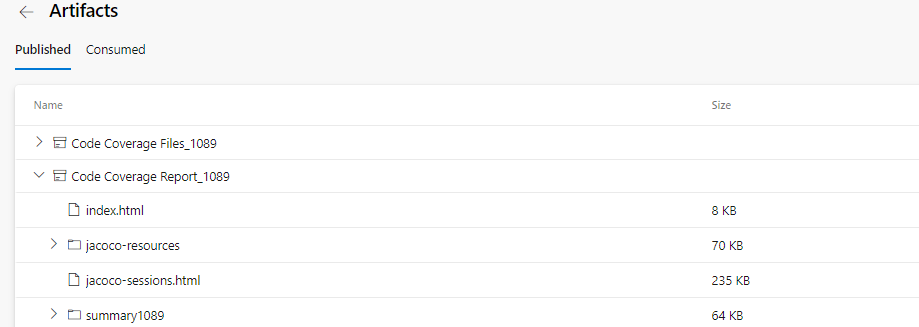 Artifacts
Published Consumed
Name Size
Code Coverage Files_1089
Code Coverage Report_1089
index.html 8 KB
jacoco-resources 70 KB
jacoco-sessions.html 235 KB
summary1089 64 KB